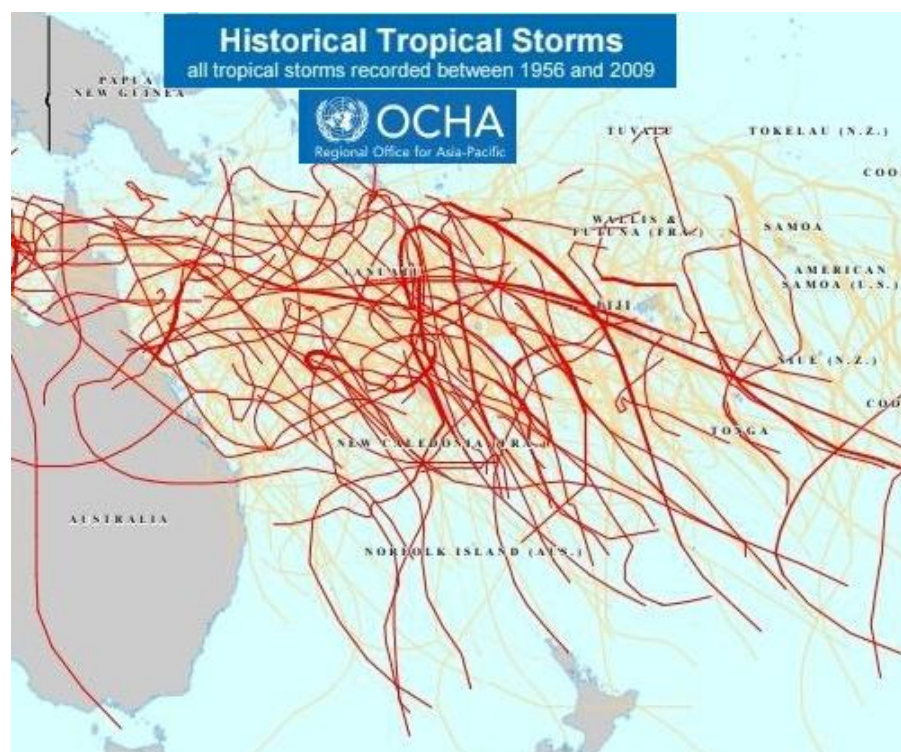 Historical Tropical Storms
all tropical storms recorded between 1956 and 2009
OCHA
Regional Office for Asia-Pacific
PAPUA
NEW GUINEA
TUVALU
TOKELAU (N.Z.)
COO
WALLIS &
FUTUNA (FRA.)
SAMOA
VANUATU
AMERICAN
SAMOA (U.S.)
FIJI
NIUE (N.Z.)
COO
TONGA
NEW CALEDONIA (FRA.)
AUSTRALIA
NORFOLK ISLAND (AUS.)